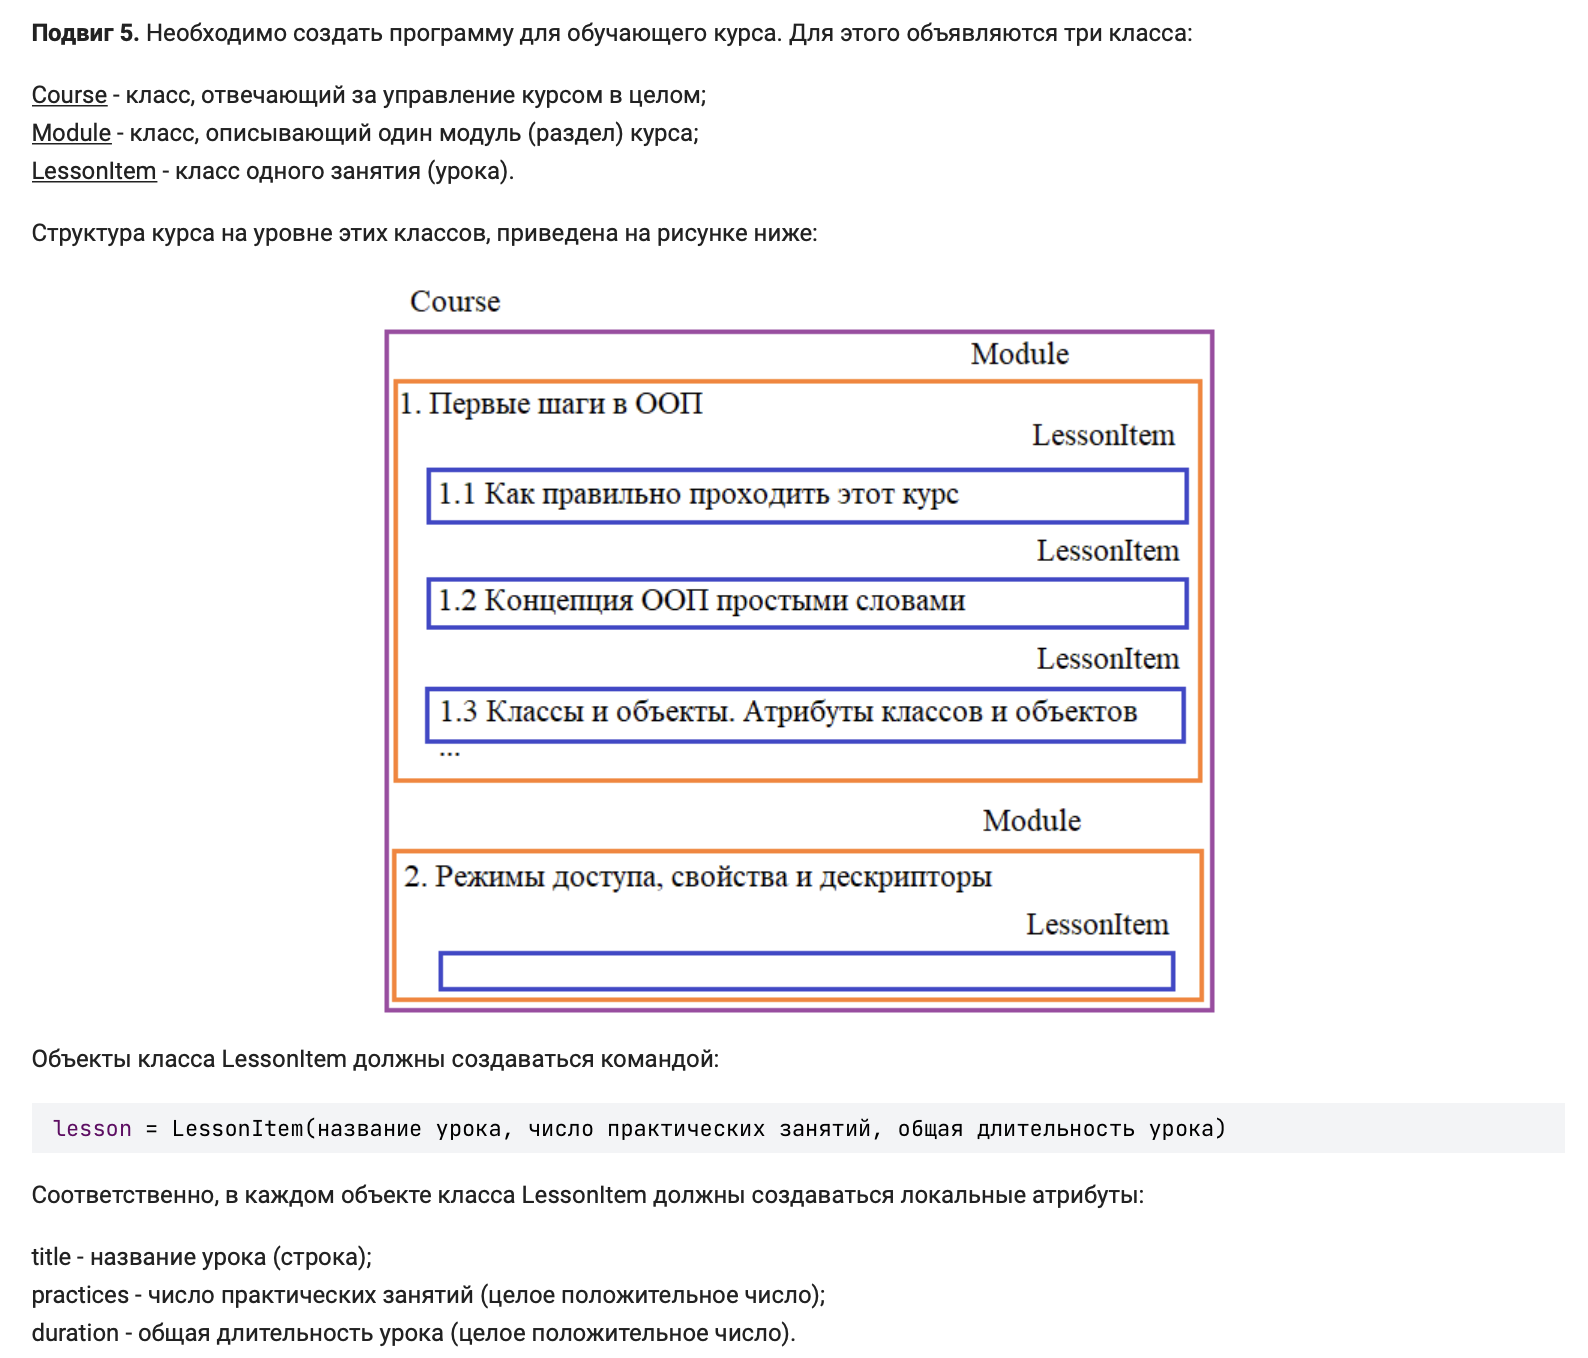 Подвиг 5. Необходимо создать программу для обучающего курса. Для этого объявляются три класса:
Course - класс, отвечающий за управление курсом в целом;
Module - класс, описывающий один модуль (раздел) курса;
LessonItem - класс одного занятия (урока).
Структура курса на уровне этих классов, приведена на рисунке ниже:
Course
Module
1. Первые шаги в ООП
LessonItem
1.1 Как правильно проходить этот курс
LessonItem
1.2 Концепция ООП простыми словами
LessonItem
1.3 Классы и объекты. Атрибуты классов и объектов
...
Module
2. Режимы доступа, свойства и дескрипторы
LessonItem
Объекты класса LessonItem должны создаваться командой:
lesson = LessonItem(название урока, число практических занятий, общая длительность урока)
Соответственно, в каждом объекте класса LessonItem должны создаваться локальные атрибуты:
title - название урока (строка);
practices - число практических занятий (целое положительное число);
duration - общая длительность урока (целое положительное число).